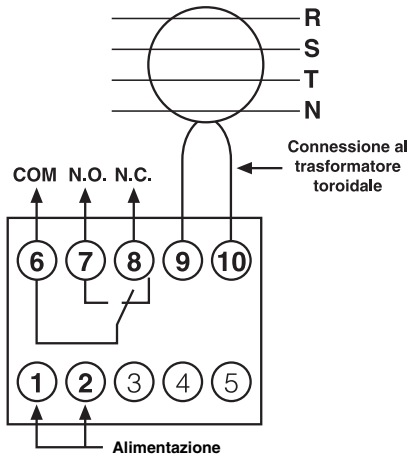 R
S
T
N
Connessione al
trasformatore
toroidale
COM N.O. N.C.
6 7 8 9 10
1 2 3 4 5
Alimentazione